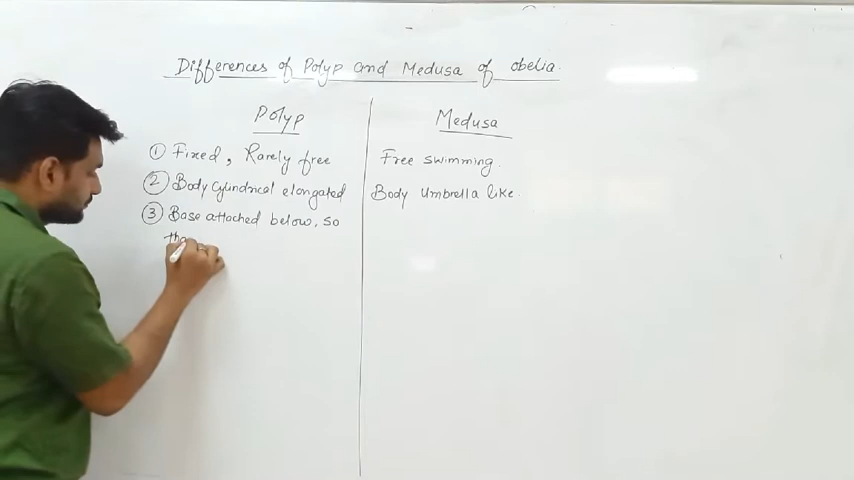 Differences of Polyp and Medusa of obelia.
Polyp
Medusa
① Fixed, Rarely free
Free swimming.
② Body Cylindrical elongated
Body Umbrella like.
③ Base attached below, so
tha